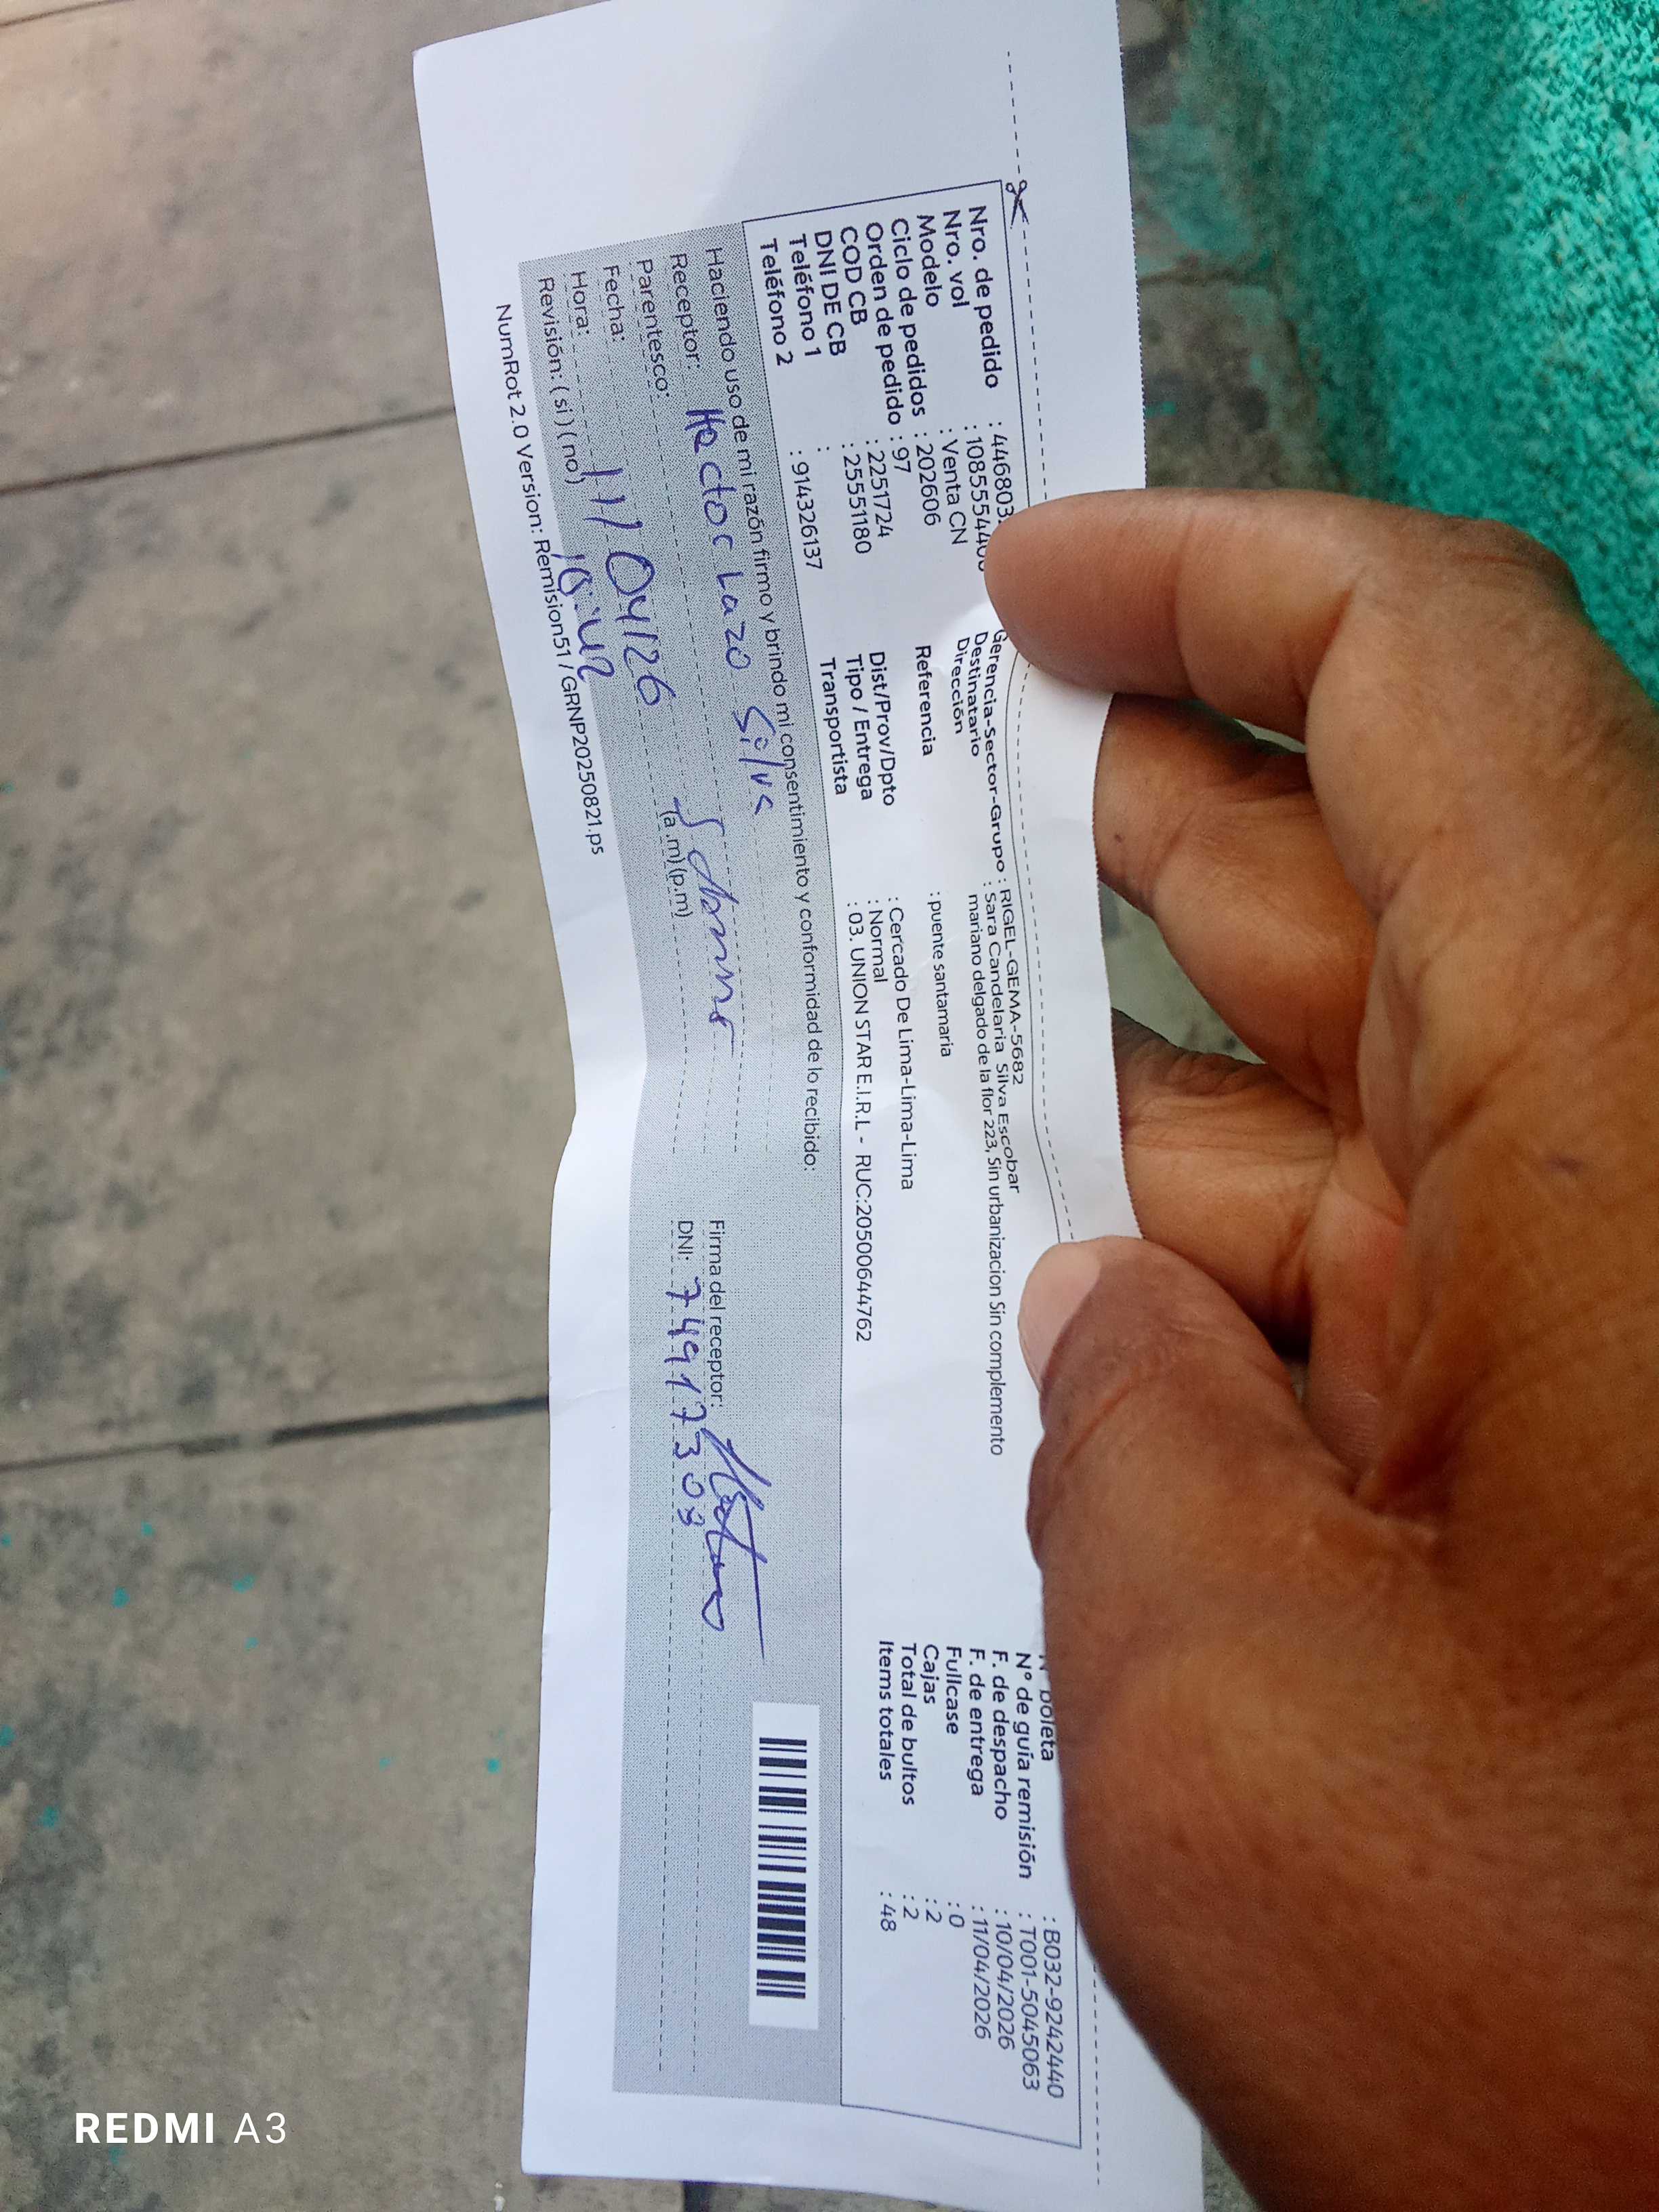 Nro. de pedido : 446803
Nro. vol : 108555440
Modelo : Venta CN
Ciclo de pedidos : 202606
Orden de pedido : 97
COD CB : 2251724
DNI DE CB : 25551180
Teléfono 1 :
Teléfono 2 : 914326137
Gerencia-Sector-Grupo : RIGEL-GEMA-5682
Destinatario : Sara Candelaria Silva Escobar
Dirección mariano delgado de la flor 223, Sin urbanizacion Sin complemento
Referencia : puente santamaria
Dist/Prov/Dpto : Cercado De Lima-Lima-Lima
Tipo / Entrega : Normal
Transportista : 03. UNION STAR E.I.R.L - RUC:20500644762
N° boleta : B032-9242440
N° de guía remisión : T001-5045063
F. de despacho : 10/04/2026
F. de entrega : 11/04/2026
Fullcase : 0
Cajas : 2
Total de bultos : 2
Items totales : 48
Haciendo uso de mi razón firmo y brindo mi consentimiento y conformidad de lo recibido:
Receptor: Hector Lazo Silva
Parentesco:
Fecha: 11/04/26
Hora: (a.m)(p.m)
Revisión: ( si ) ( no)
Firma del receptor:
DNI: 74917309
NumRot 2.0 Version: Remision51 / GRNP20250821.ps
REDMI A3